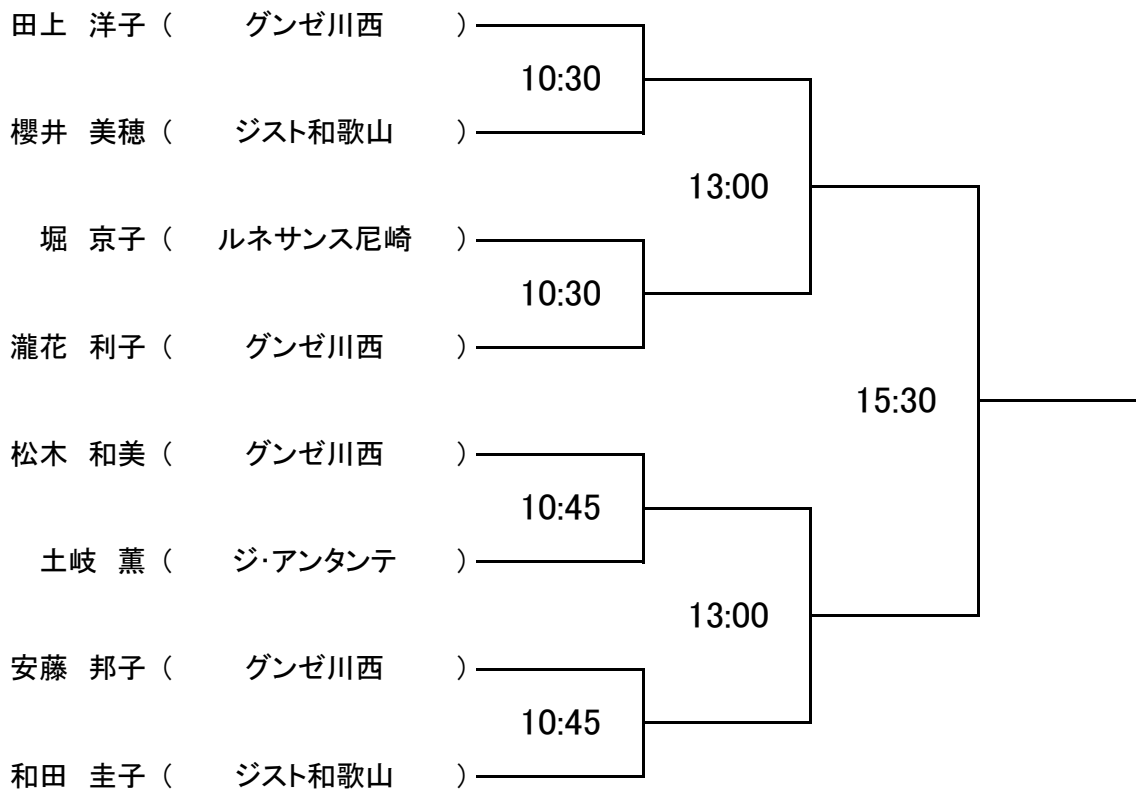 田上　洋子（　グンゼ川西　）
10:30
櫻井　美穂（　ジスト和歌山　）
13:00
堀　京子（　ルネサンス尼崎　）
10:30
瀧花　利子（　グンゼ川西　）
15:30
松木　和美（　グンゼ川西　）
10:45
土岐　薫（　ジ・アンタンテ　）
13:00
安藤　邦子（　グンゼ川西　）
10:45
和田　圭子（　ジスト和歌山　）